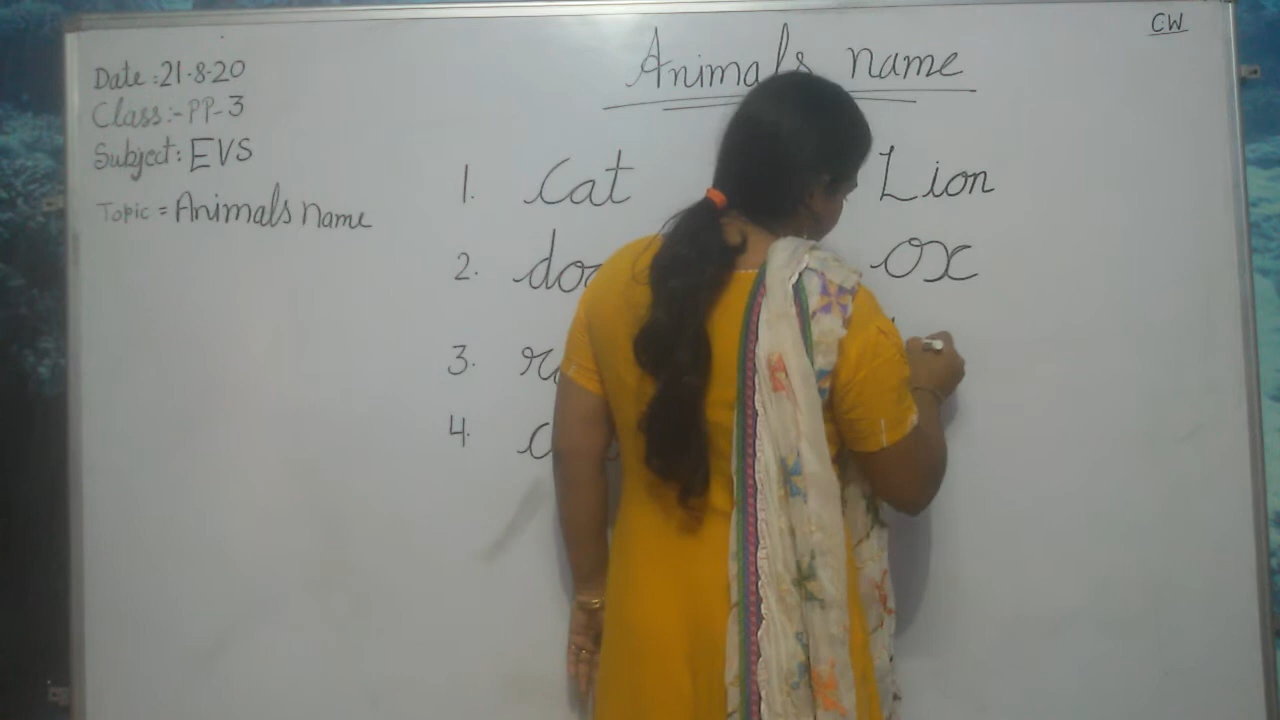 CW
Animals name
Date :21.8.20
Class:-PP-3
Subject: EVS
Topic = Animals name
1. Cat Lion
2. OX
3.
4.